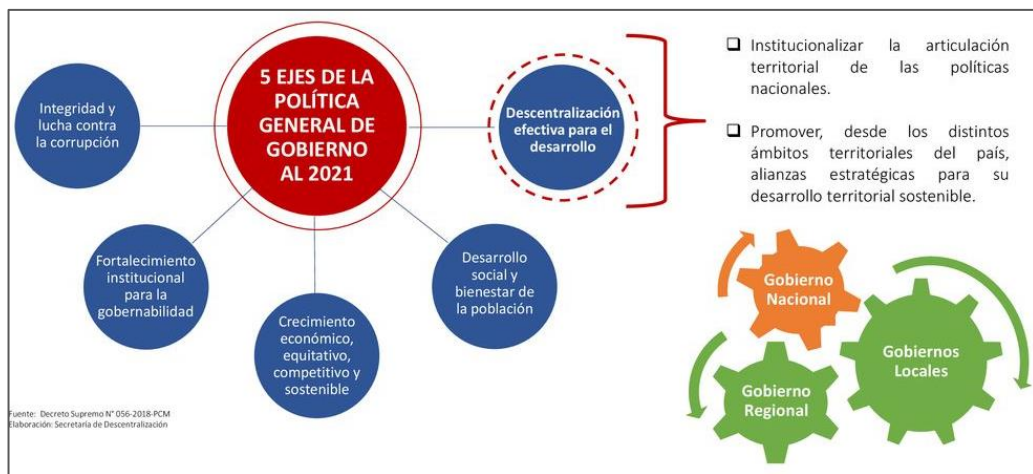 5 EJES DE LA
POLÍTICA
GENERAL DE
GOBIERNO
AL 2021
Integridad y
lucha contra
la corrupción
Fortalecimiento
institucional
para la
gobernabilidad
Crecimiento
económico,
equitativo,
competitivo y
sostenible
Desarrollo
social y
bienestar de
la población
Descentralización
efectiva para el
desarrollo
❑ Institucionalizar la articulación
territorial de las políticas
nacionales.
❑ Promover, desde los distintos
ámbitos territoriales del país,
alianzas estratégicas para su
desarrollo territorial sostenible.
Gobierno
Nacional
Gobiernos
Locales
Gobierno
Regional
Fuente: Decreto Supremo N° 056-2018-PCM
Elaboración: Secretaría de Descentralización